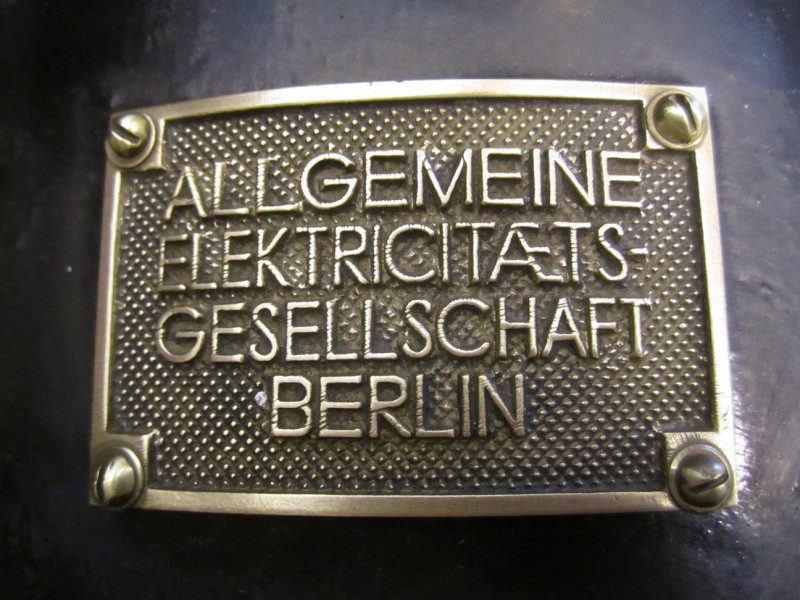 ALLGEMEINE
ELEKTRICITÆTS-
GESELLSCHAFT
BERLIN